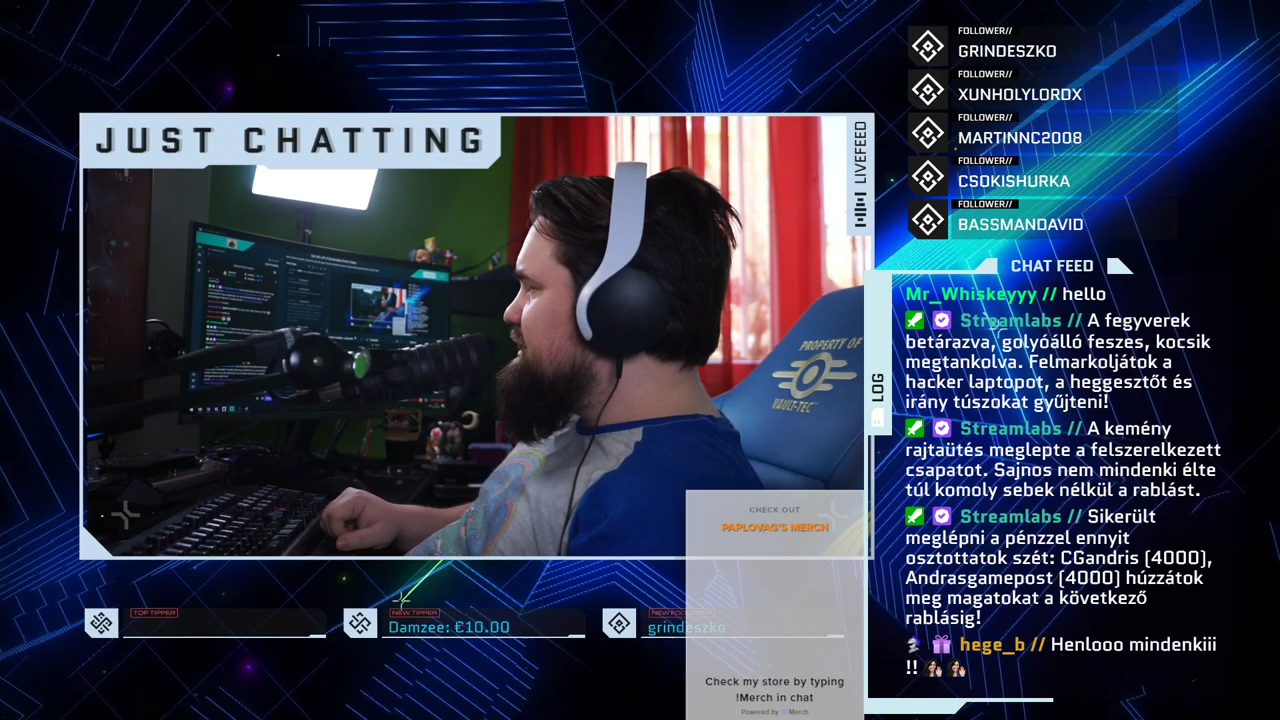 FOLLOWER//
GRINDESZKO
FOLLOWER//
XUNHOLYLORDX
FOLLOWER//
MARTINNC2008
FOLLOWER//
CSOKISHURKA
FOLLOWER//
BASSMANDAVID
JUST CHATTING
LIVEFEED
PROPERTY OF
VAULT-TEC
CHAT FEED
LOG
Mr_Whiskeyyy // hello
Streamlabs // A fegyverek
betárazva, golyóálló feszes, kocsik
megtankolva. Felmarkoljátok a
hacker laptopot, a heggesztőt és
irány túszokat gyűjteni!
Streamlabs // A kemény
rajtaütés meglepte a felszerelkezett
csapatot. Sajnos nem mindenki élte
túl komoly sebek nélkül a rablást.
Streamlabs // Sikerült
meglépni a pénzzel ennyit
osztottatok szét: CGandris (4000),
Andrasgamepost (4000) húzzátok
meg magatokat a következő
rablásig!
hege_b // Henlooo mindenkiii
!!
CHECK OUT
PAPLOVAG'S MERCH
TOP TIPPER
NEW TIPPER
Damzee: €10.00
NEW FOLLOWER
grindeszko
Check my store by typing
!Merch in chat
Powered by Merch